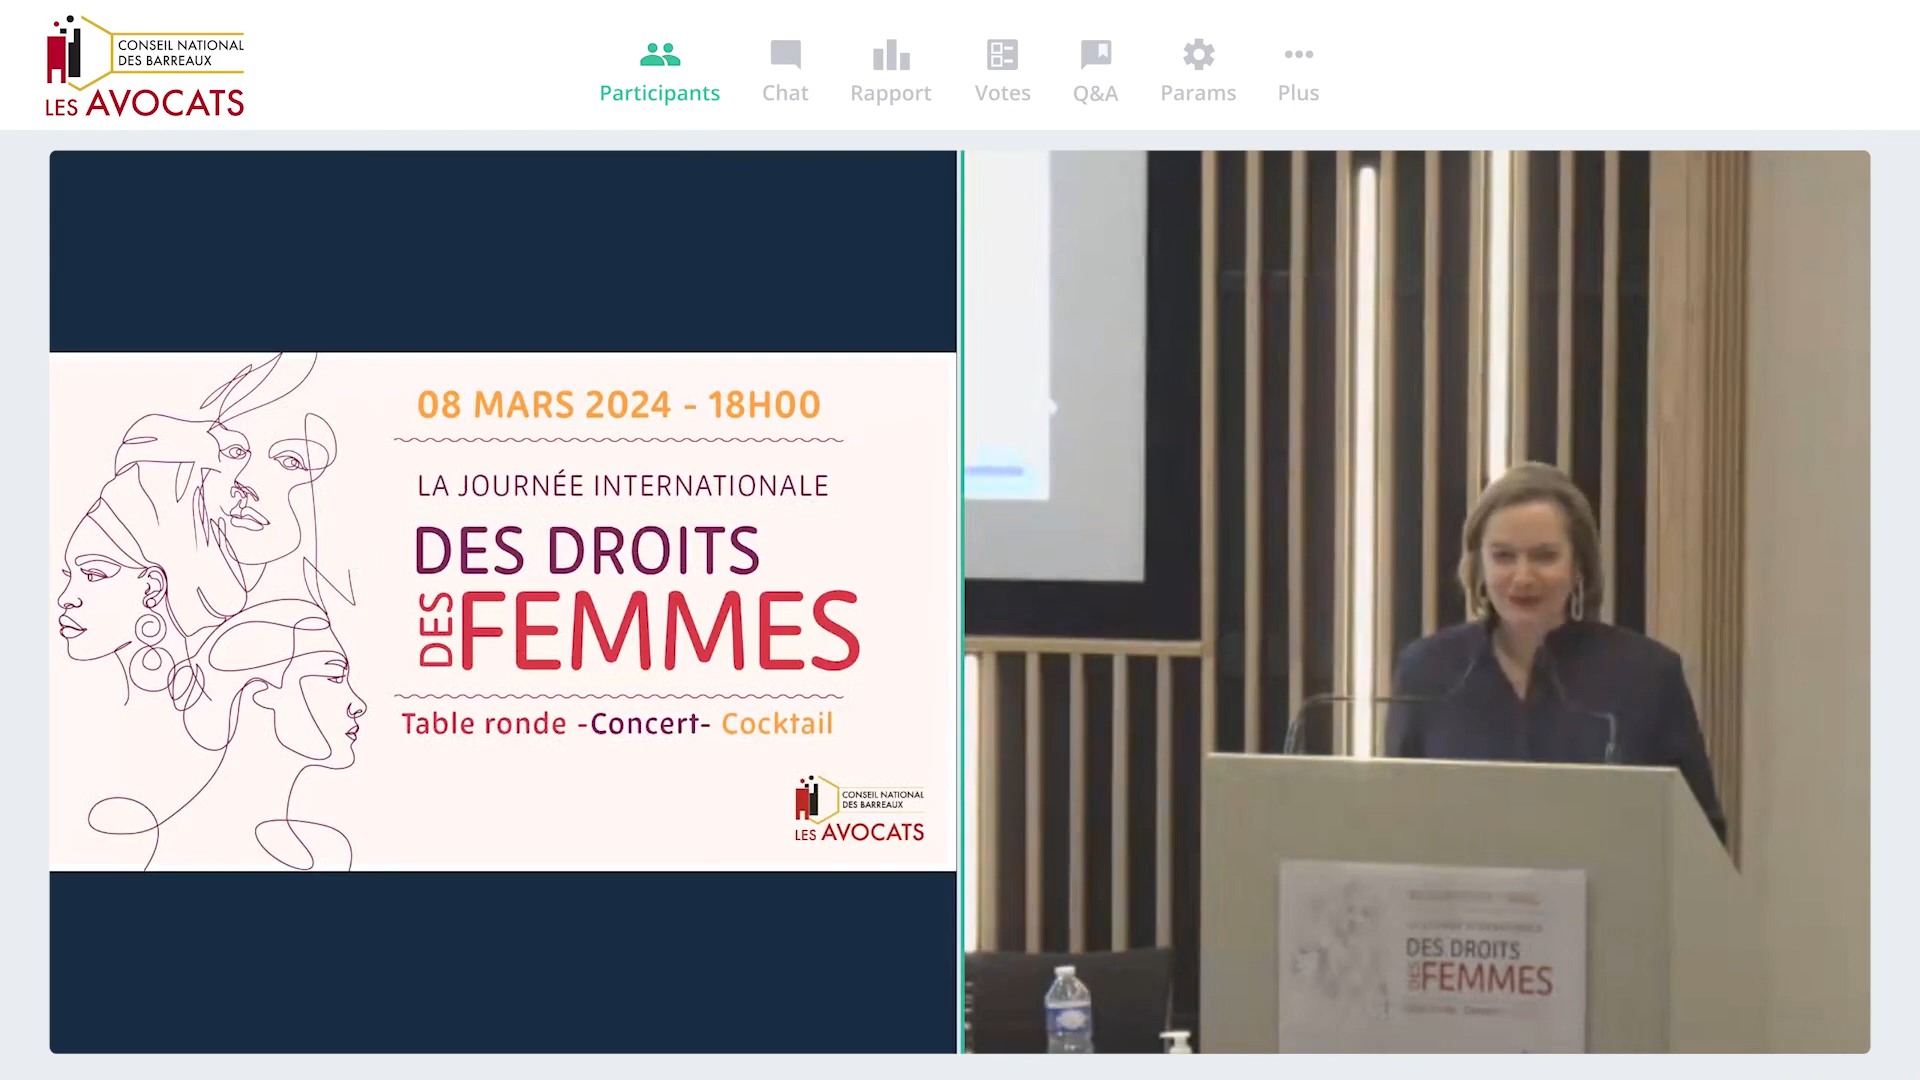 CONSEIL NATIONAL
DES BARREAUX
LES AVOCATS
Participants
Chat
Rapport
Votes
Q&A
Params
Plus
08 MARS 2024 - 18H00
LA JOURNÉE INTERNATIONALE
DES DROITS
DES FEMMES
Table ronde -Concert- Cocktail
CONSEIL NATIONAL
DES BARREAUX
LES AVOCATS
DES DROITS
DES FEMMES